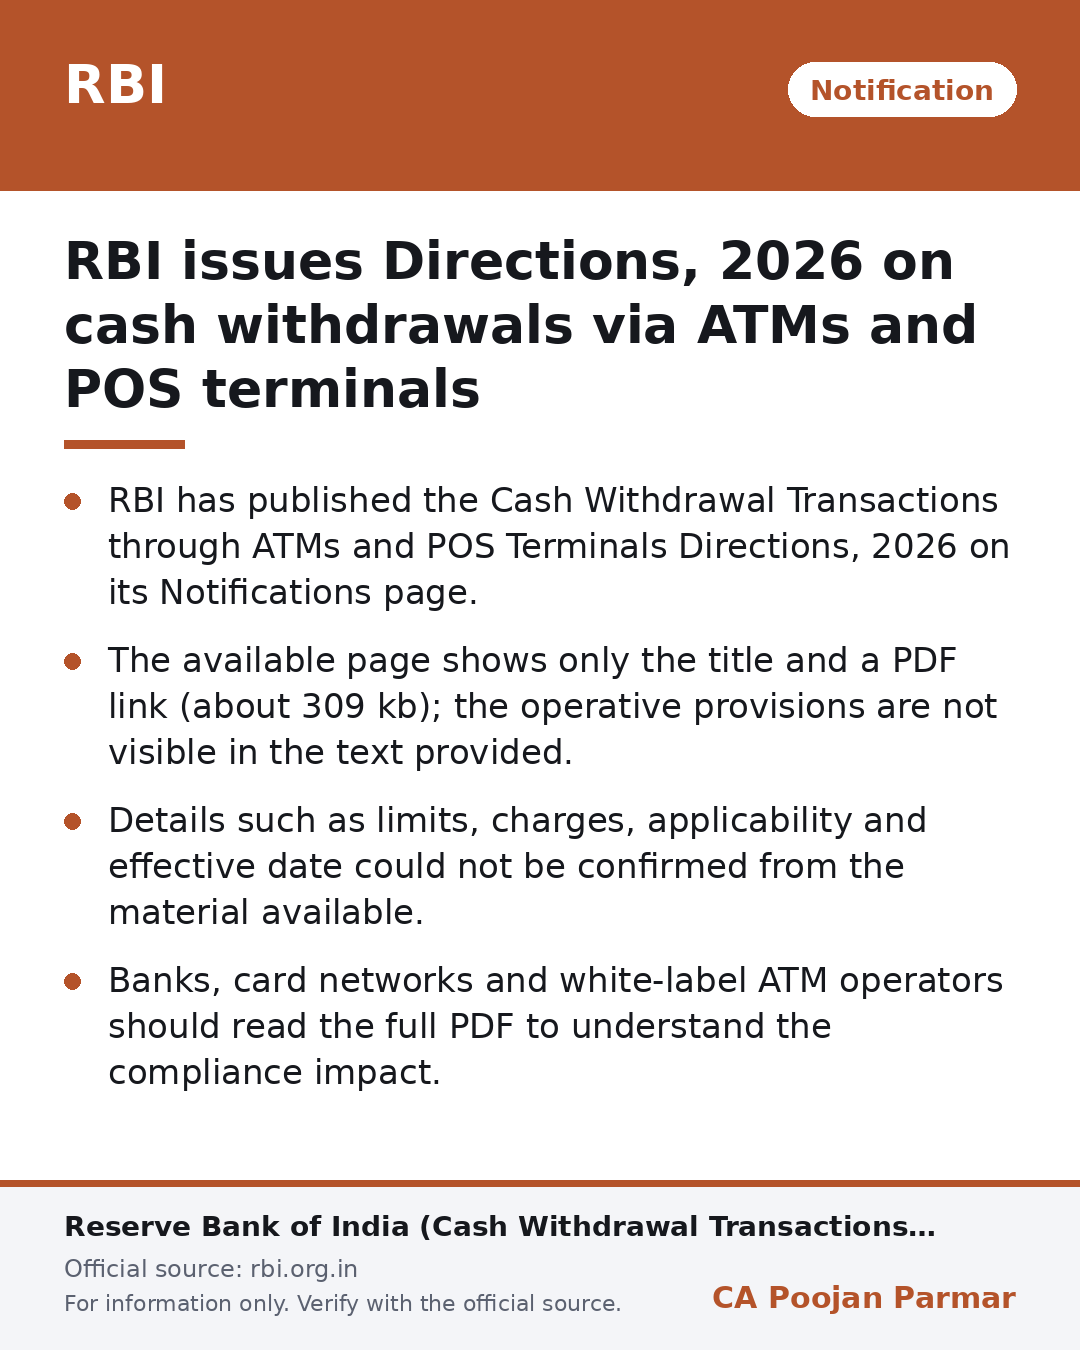 RBI
Notification
RBI issues Directions, 2026 on
cash withdrawals via ATMs and
POS terminals
RBI has published the Cash Withdrawal Transactions
through ATMs and POS Terminals Directions, 2026 on
its Notifications page.
The available page shows only the title and a PDF
link (about 309 kb); the operative provisions are not
visible in the text provided.
Details such as limits, charges, applicability and
effective date could not be confirmed from the
material available.
Banks, card networks and white-label ATM operators
should read the full PDF to understand the
compliance impact.
Reserve Bank of India (Cash Withdrawal Transactions…
Official source: rbi.org.in
For information only. Verify with the official source.
CA Poojan Parmar